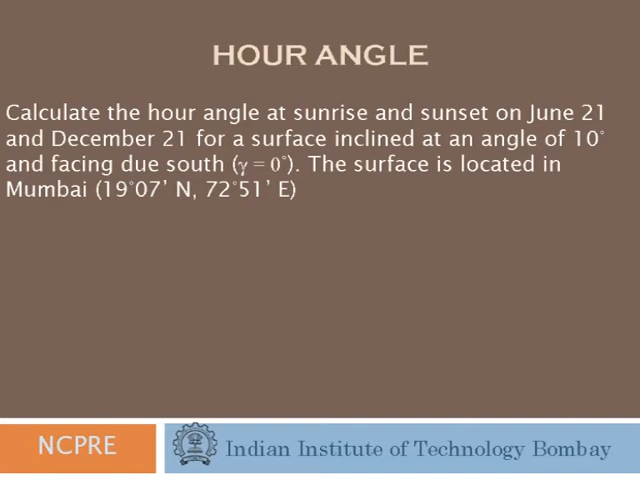 HOUR ANGLE
Calculate the hour angle at sunrise and sunset on June 21
and December 21 for a surface inclined at an angle of 10°
and facing due south (γ = 0°). The surface is located in
Mumbai (19°07’ N, 72°51’ E)
NCPRE
Indian Institute of Technology Bombay